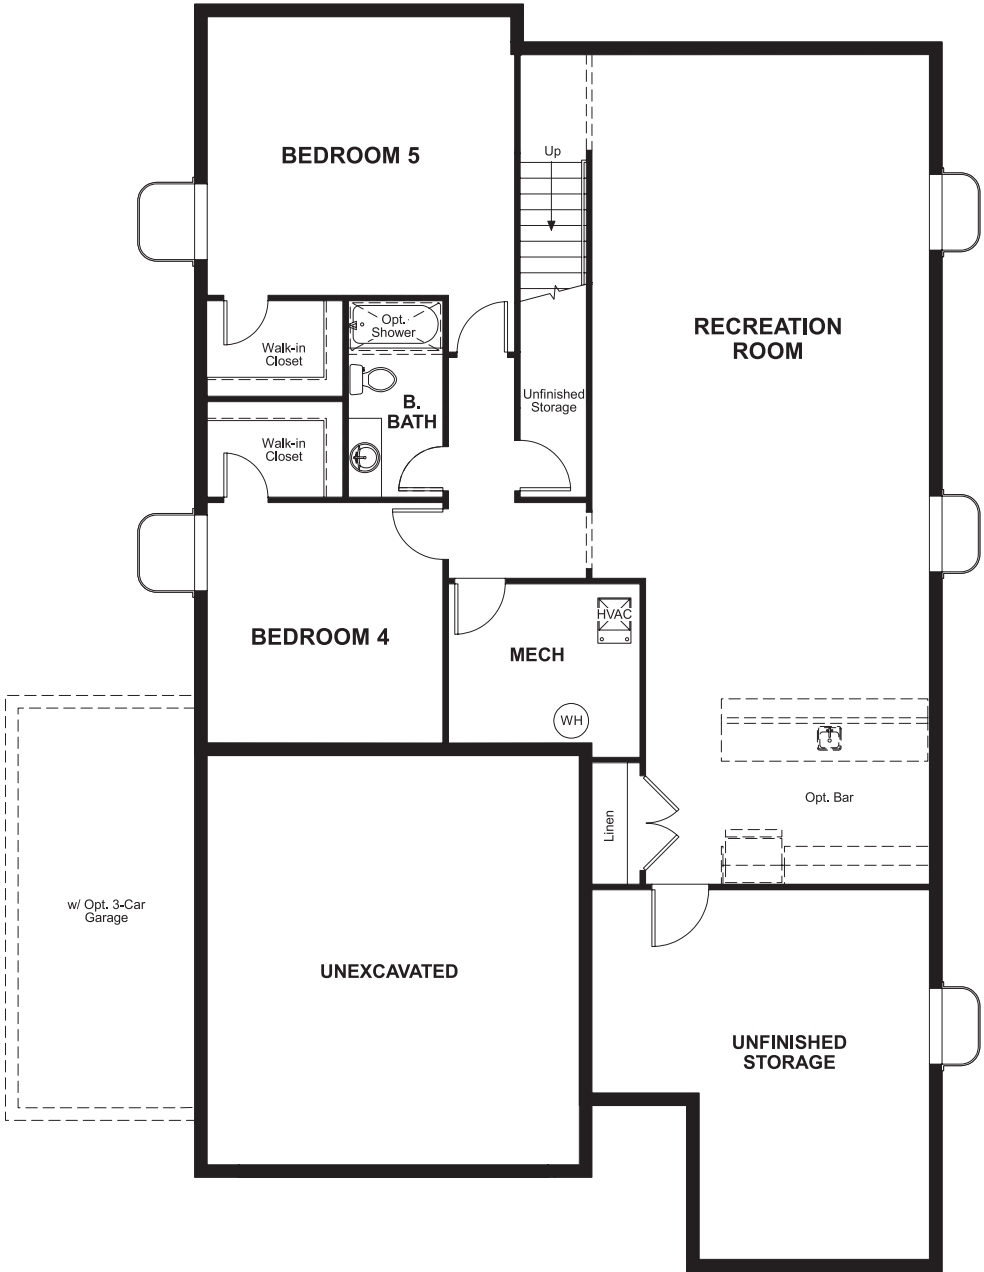 Up
BEDROOM 5
RECREATION
ROOM
Opt.
Shower
Walk-in
Closet
Unfinished
Storage
B.
BATH
Walk-in
Closet
HVAC
BEDROOM 4
MECH
WH
Opt. Bar
Linen
w/ Opt. 3-Car
Garage
UNEXCAVATED
UNFINISHED
STORAGE